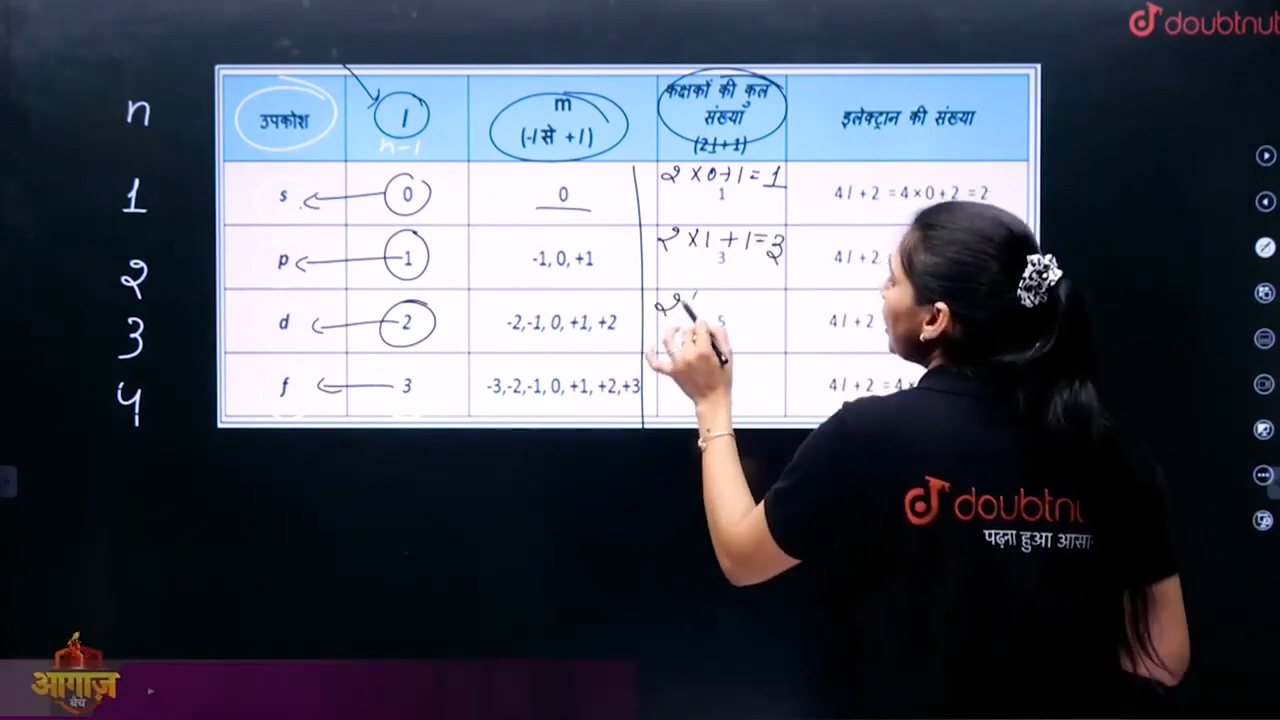 doubtnut
n
उपकोश
l
n-1
m
(-l से +l)
कक्षकों की कुल
संख्या
(2l+1)
इलेक्ट्रान की संख्या
1
s
0
0
2×0+1=1
1
4l+2 =4×0+2 =2
2
p
1
-1, 0, +1
2×1+1=3
3
4l+2
3
d
2
-2,-1, 0, +1, +2
2
5
4l+2
4
f
3
-3,-2,-1, 0, +1, +2,+3
4l+2 =4
doubtnu
पढ़ना हुआ आसा
आगाज़
बैच